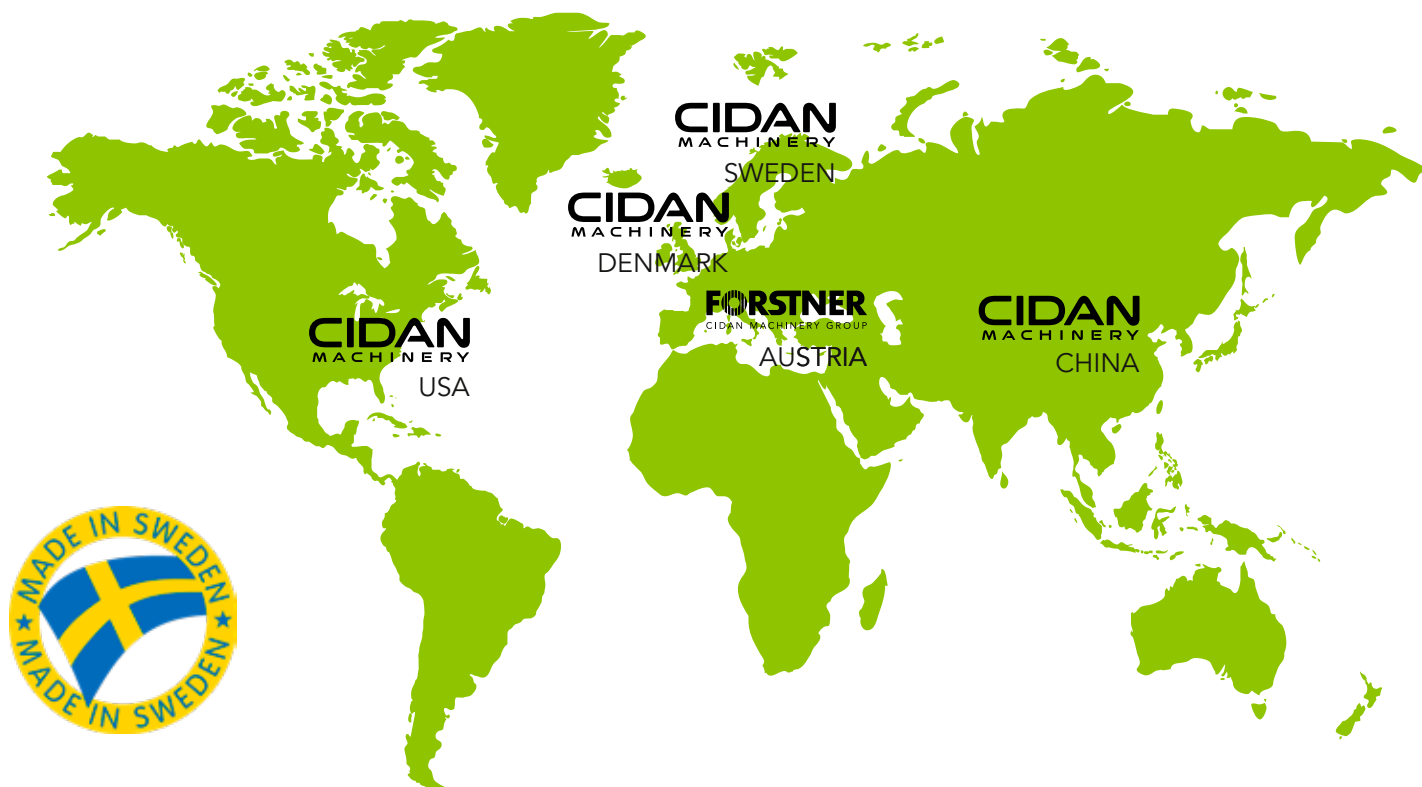 CIDAN
MACHINERY
SWEDEN
CIDAN
MACHINERY
DENMARK
FORSTNER
CIDAN MACHINERY GROUP
AUSTRIA
CIDAN
MACHINERY
CHINA
CIDAN
MACHINERY
USA
MADE IN SWEDEN
MADE IN SWEDEN